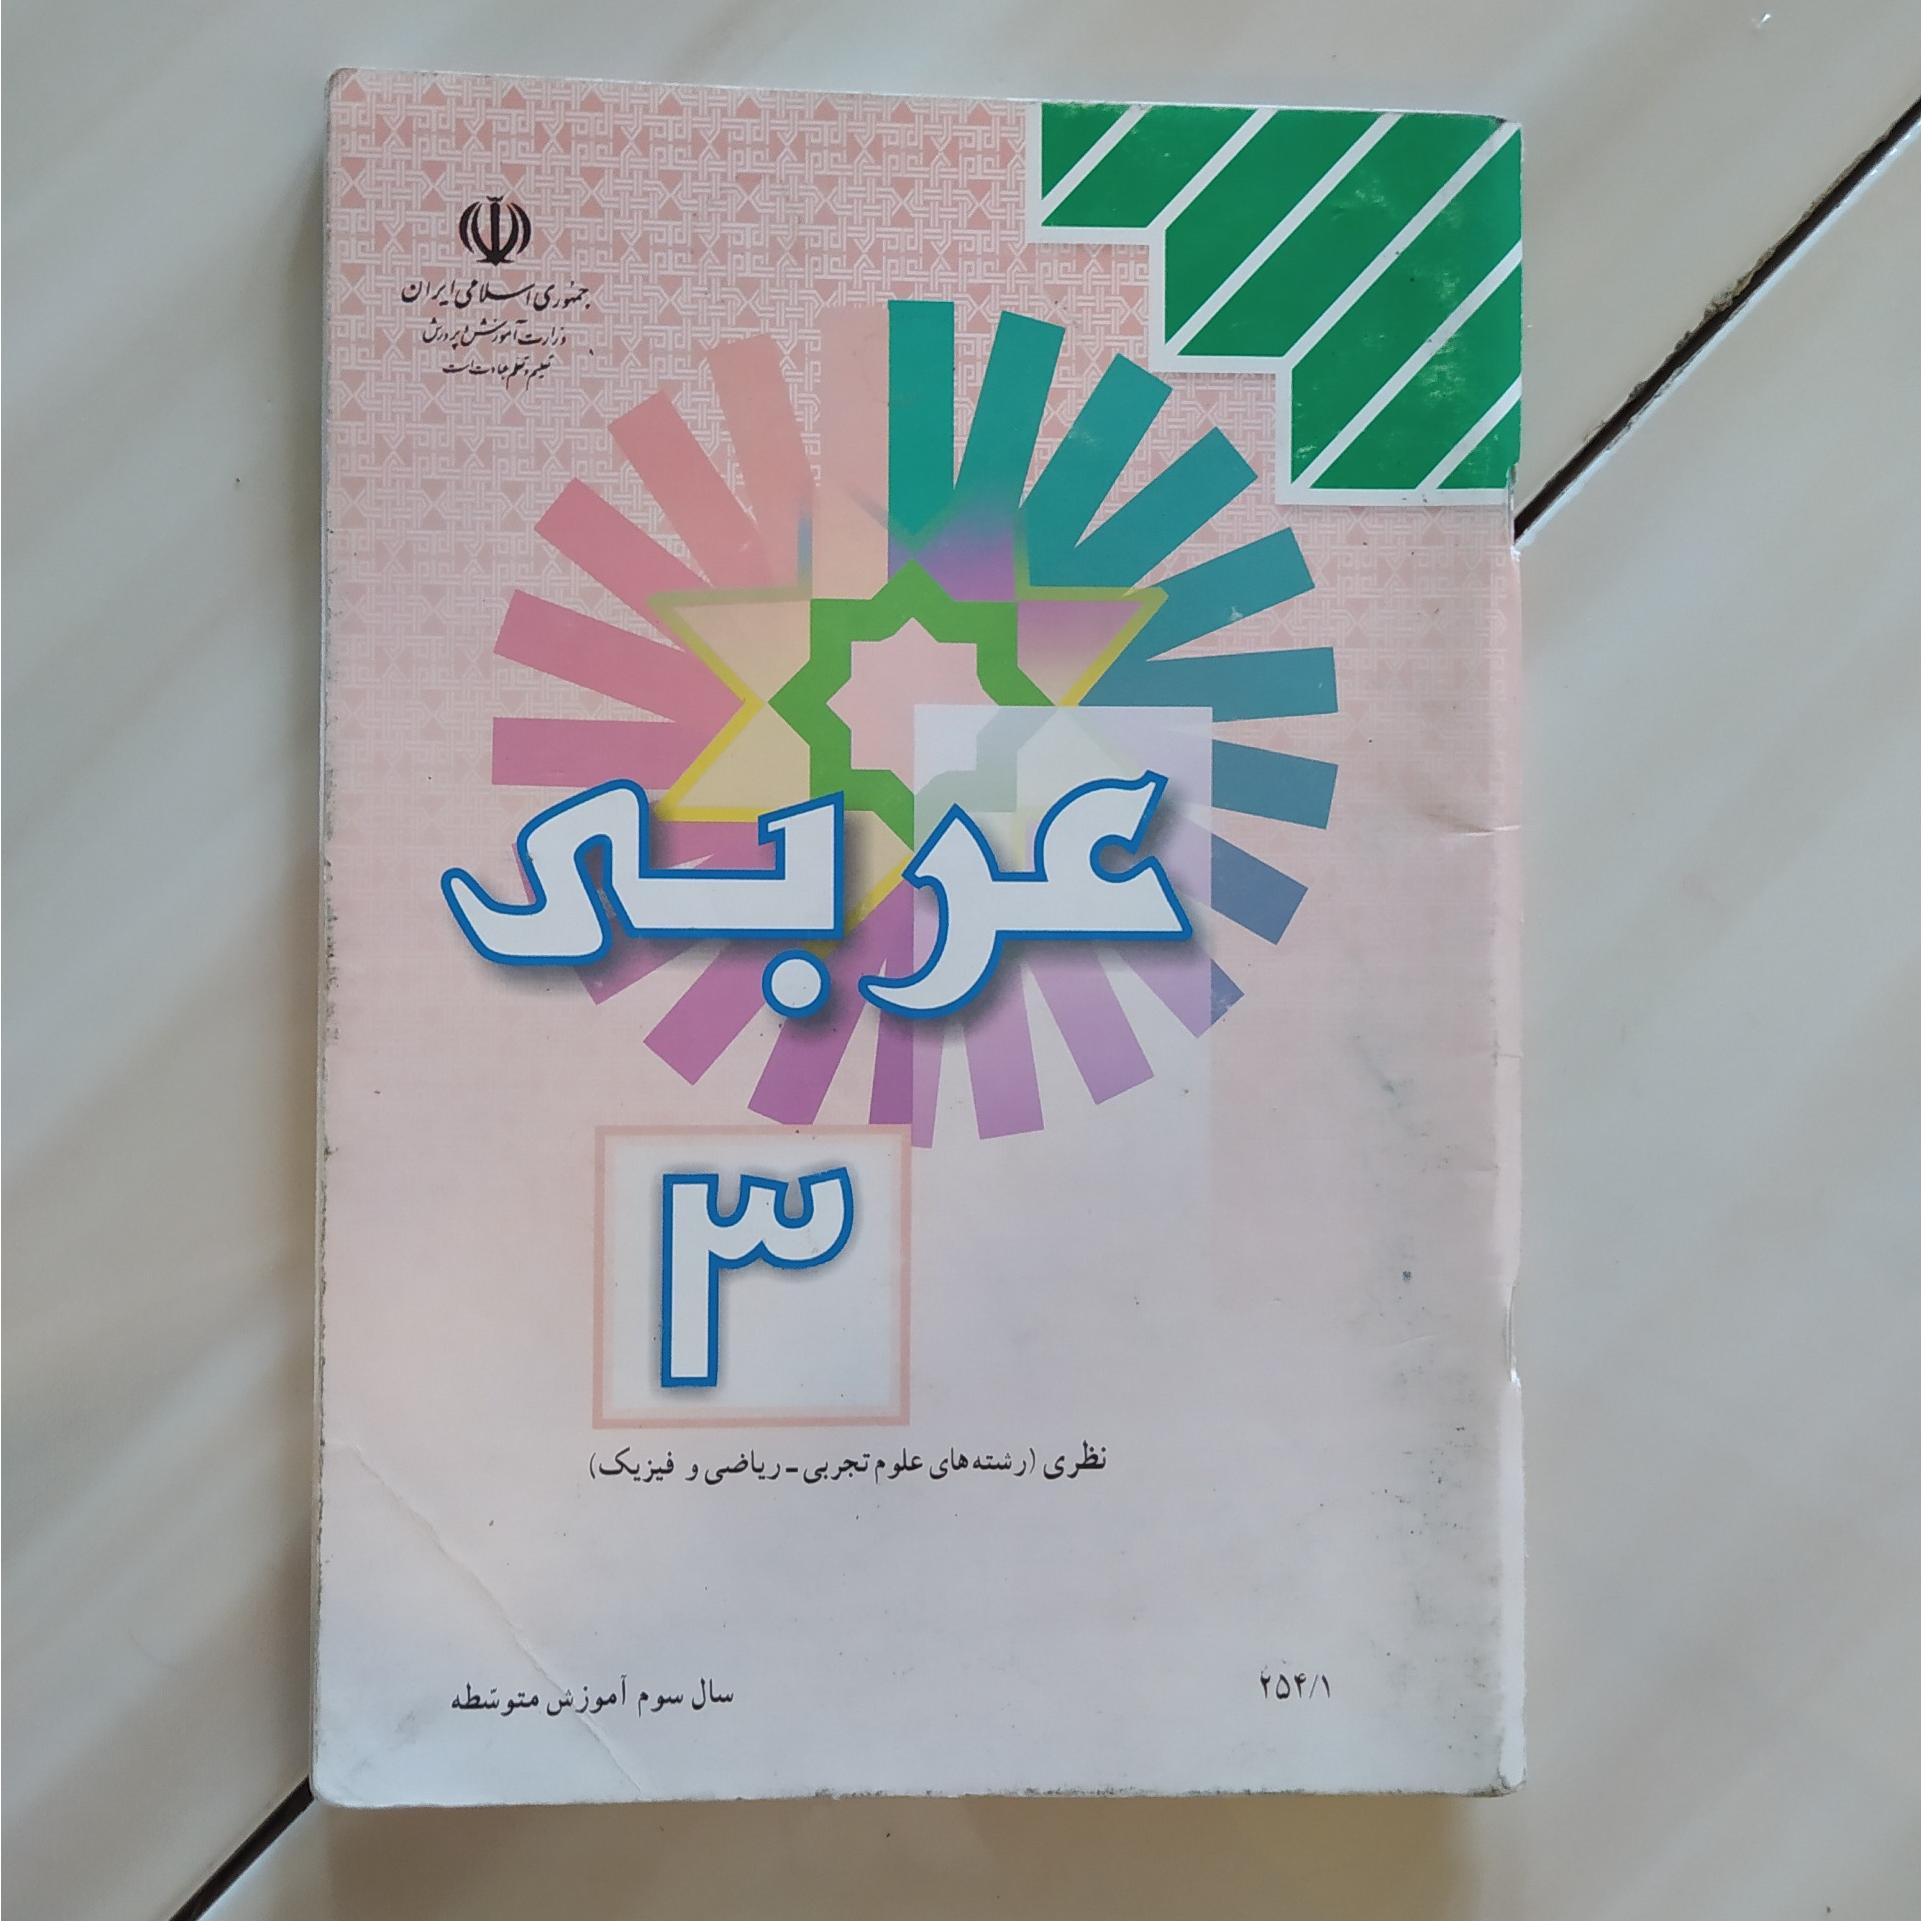 جمهوری اسلامی ایران
وزارت آموزش و پرورش
تعلیم و تعلم عبادت است
عربی
۳
نظری (رشته‌های علوم تجربی - ریاضی و فیزیک)
۲۵۴/۱
سال سوم آموزش متوسّطه